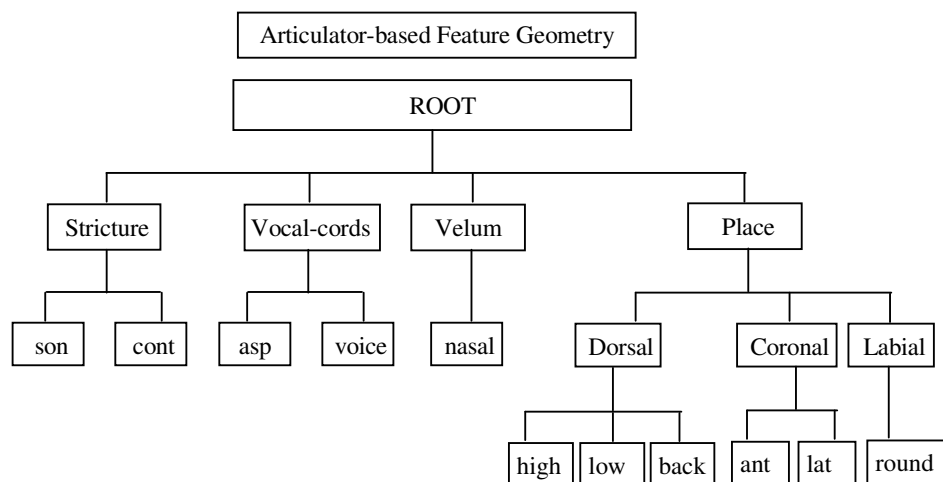 Articulator-based Feature Geometry
ROOT
Stricture Vocal-cords Velum Place
son cont asp voice nasal Dorsal Coronal Labial
high low back ant lat round